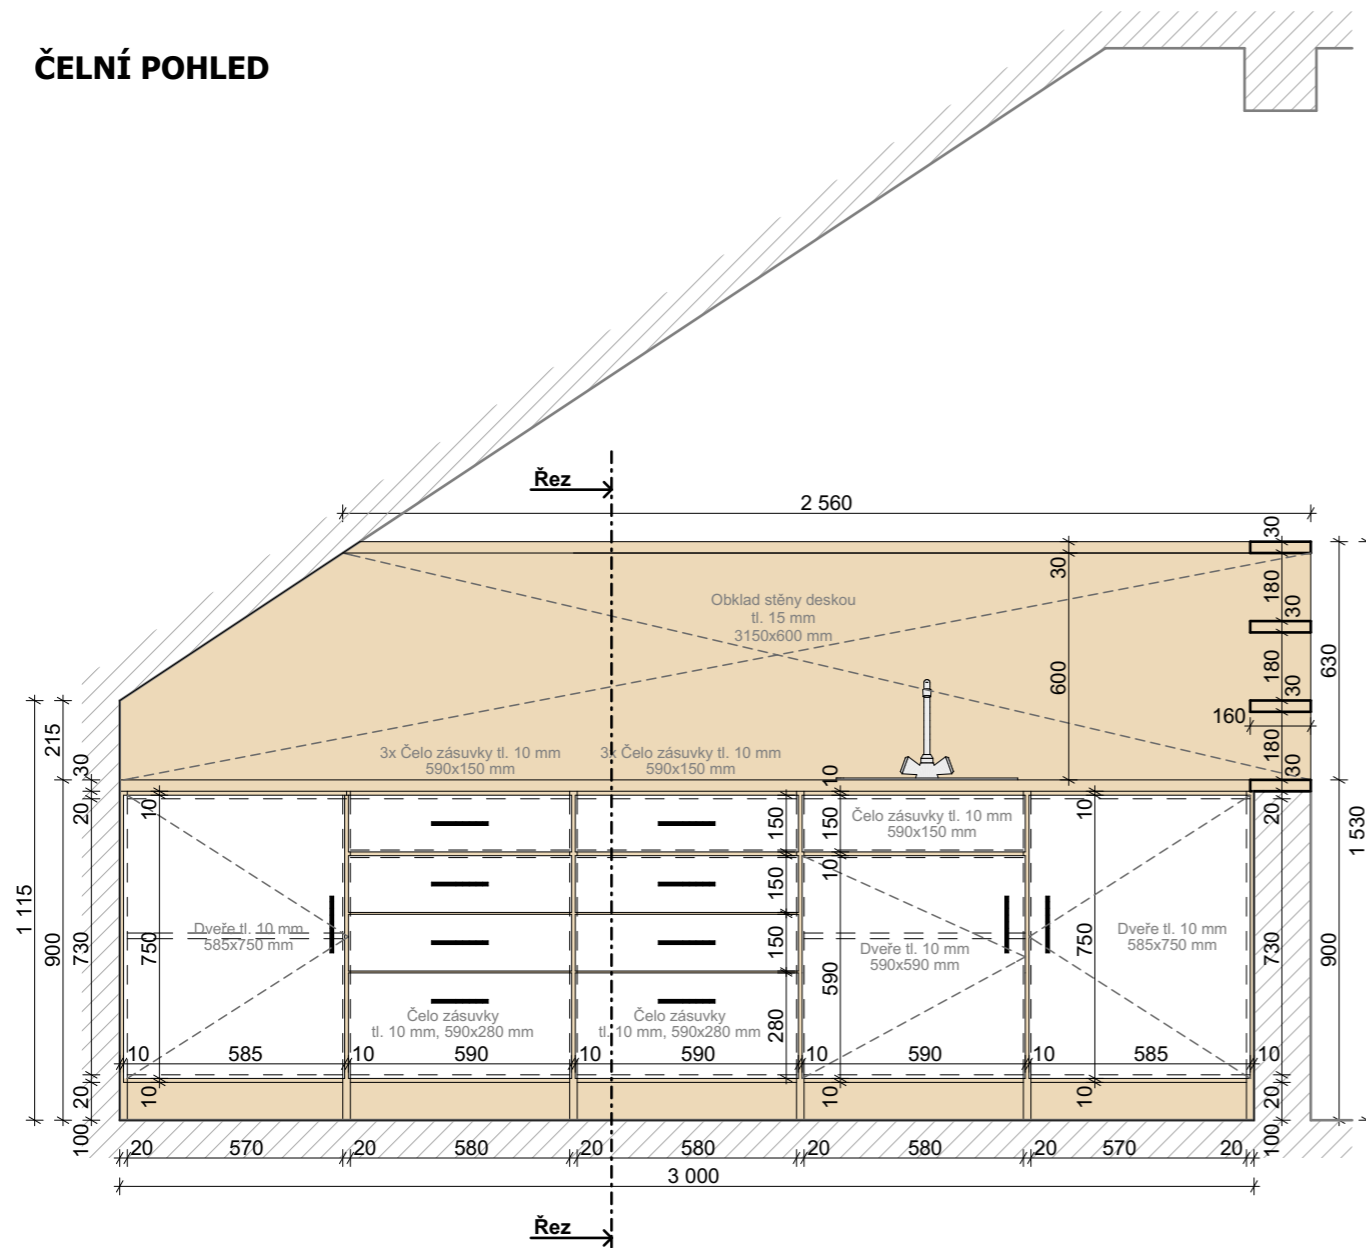 ČELNÍ POHLED
Řez
2 560
30
30
180
Obklad stěny deskou
tl. 15 mm
3150x600 mm
30
600
180
630
30
160
215
180
3x Čelo zásuvky tl. 10 mm
590x150 mm
3x Čelo zásuvky tl. 10 mm
590x150 mm
30
10
30
20
10
150
150
Čelo zásuvky tl. 10 mm
590x150 mm
10
20
1 530
150
10
1 115
900
730
750
Dveře tl. 10 mm
585x750 mm
150
590
Dveře tl. 10 mm
590x590 mm
750
Dveře tl. 10 mm
585x750 mm
730
900
Čelo zásuvky
tl. 10 mm, 590x280 mm
Čelo zásuvky
tl. 10 mm, 590x280 mm
280
10 585 10 590 10 590 10 590 10 585 10
20
10
10
10
20
100
100
20 570 20 580 20 580 20 580 20 570 20
3 000
Řez